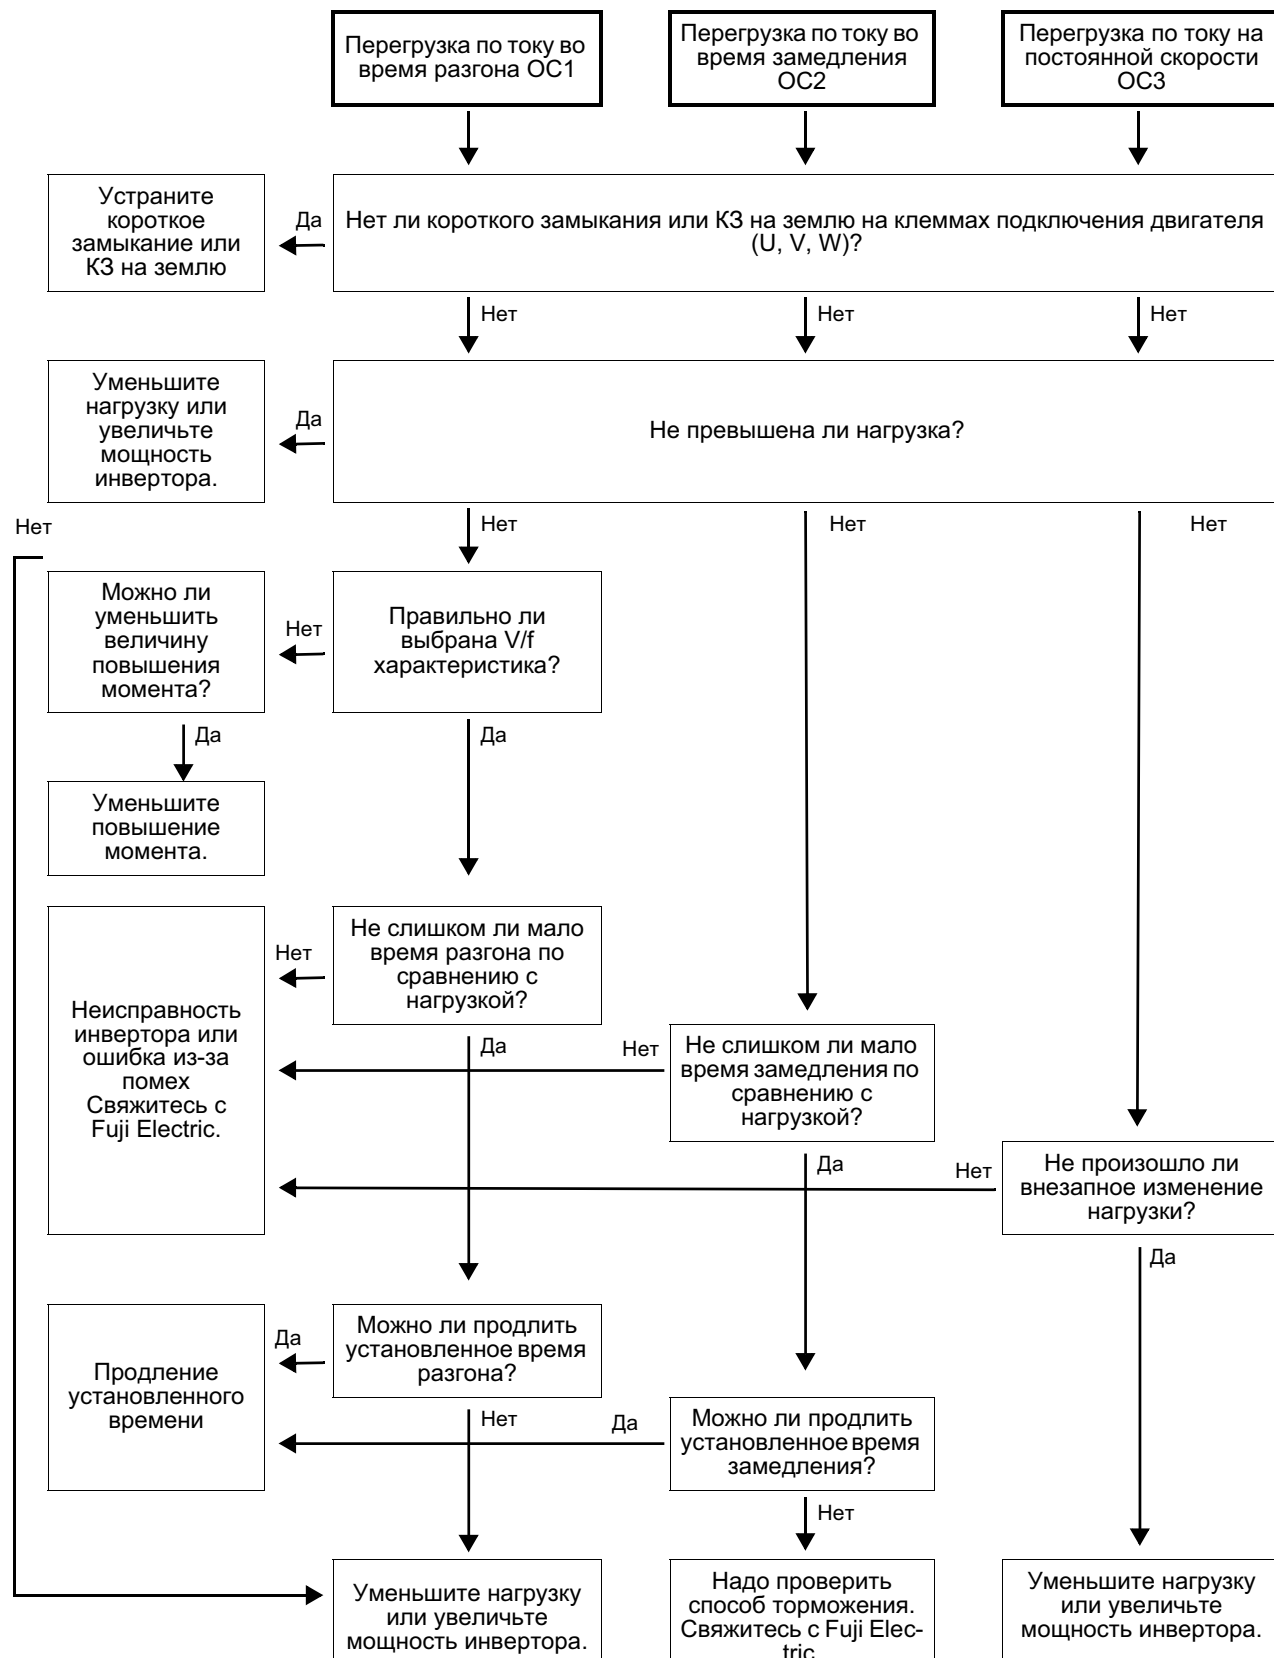 Перегрузка по току во
время разгона ОС1
Перегрузка по току во
время замедления
ОС2
Перегрузка по току на
постоянной скорости
ОС3
Устраните
короткое
замыкание или
КЗ на землю
Да
Нет ли короткого замыкания или КЗ на землю на клеммах подключения двигателя
(U, V, W)?
Нет
Нет
Нет
Уменьшите
нагрузку или
увеличьте
мощность
инвертора.
Да
Не превышена ли нагрузка?
Нет
Нет
Нет
Нет
Можно ли
уменьшить
величину
повышения
момента?
Нет
Правильно ли
выбрана V/f
характеристика?
Да
Да
Уменьшите
повышение
момента.
Неисправность
инвертора или
ошибка из-за
помех
Свяжитесь с
Fuji Electric.
Нет
Не слишком ли мало
время разгона по
сравнению с
нагрузкой?
Да
Нет
Не слишком ли мало
время замедления по
сравнению с
нагрузкой?
Да
Нет
Не произошло ли
внезапное изменение
нагрузки?
Да
Продление
установленного
времени
Да
Можно ли продлить
установленное время
разгона?
Нет
Да
Можно ли продлить
установленное время
замедления?
Нет
Уменьшите нагрузку
или увеличьте
мощность инвертора.
Надо проверить
способ торможения.
Свяжитесь с Fuji Elec-
tric
Уменьшите нагрузку
или увеличьте
мощность инвертора.